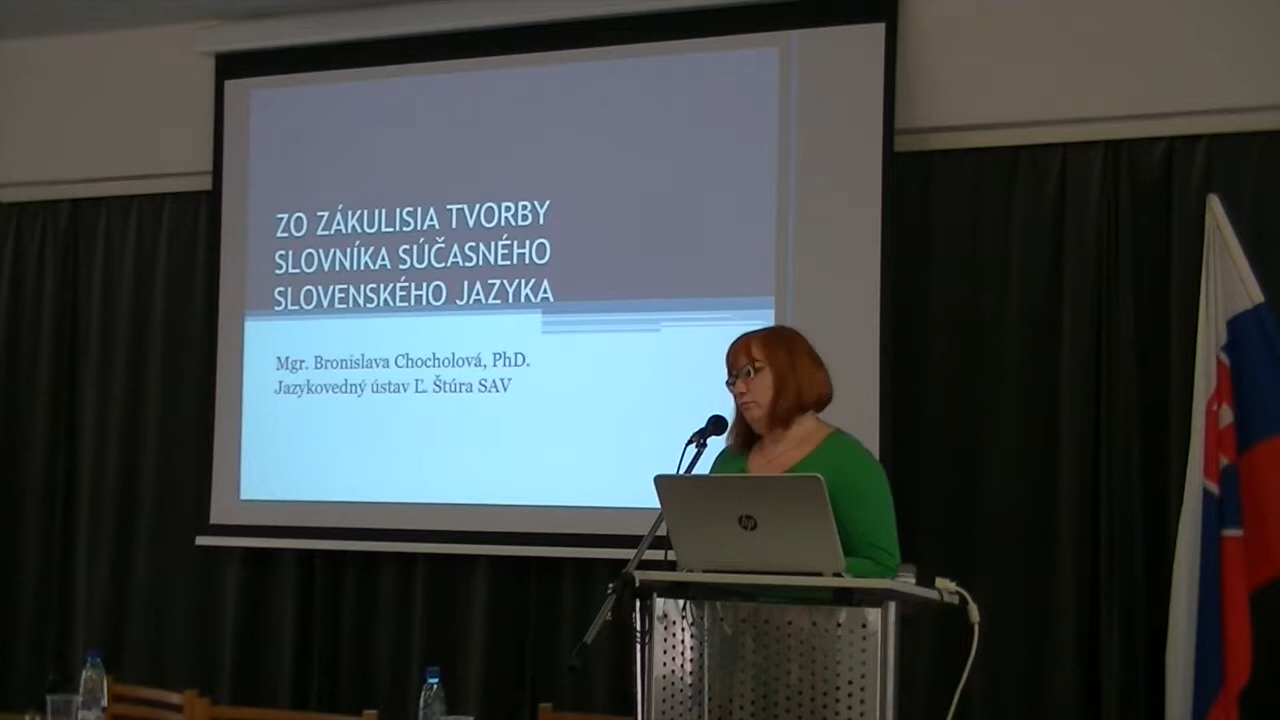 ZO ZÁKULISIA TVORBY
SLOVNÍKA SÚČASNÉHO
SLOVENSKÉHO JAZYKA
Mgr. Bronislava Chocholová, PhD.
Jazykovedný ústav Ľ. Štúra SAV
hp